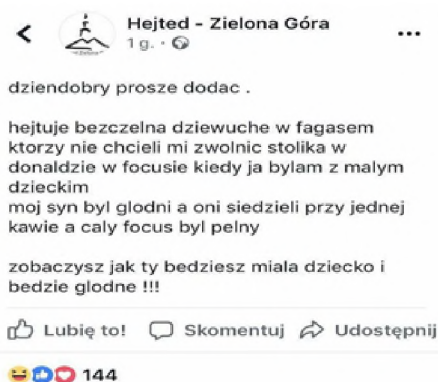 Hejted - Zielona Góra
1 g. ·
dziendobry prosze dodac .
hejtuje bezczelna dziewuche w fagasem
ktorzy nie chcieli mi zwolnic stolika w
donaldzie w focusie kiedy ja bylam z malym
dzieckim
moj syn byl glodni a oni siedzieli przy jednej
kawie a caly focus byl pelny
zobaczysz jak ty bedziesz miala dziecko i
bedzie glodne !!!
Lubię to! Skomentuj Udostępnij
144